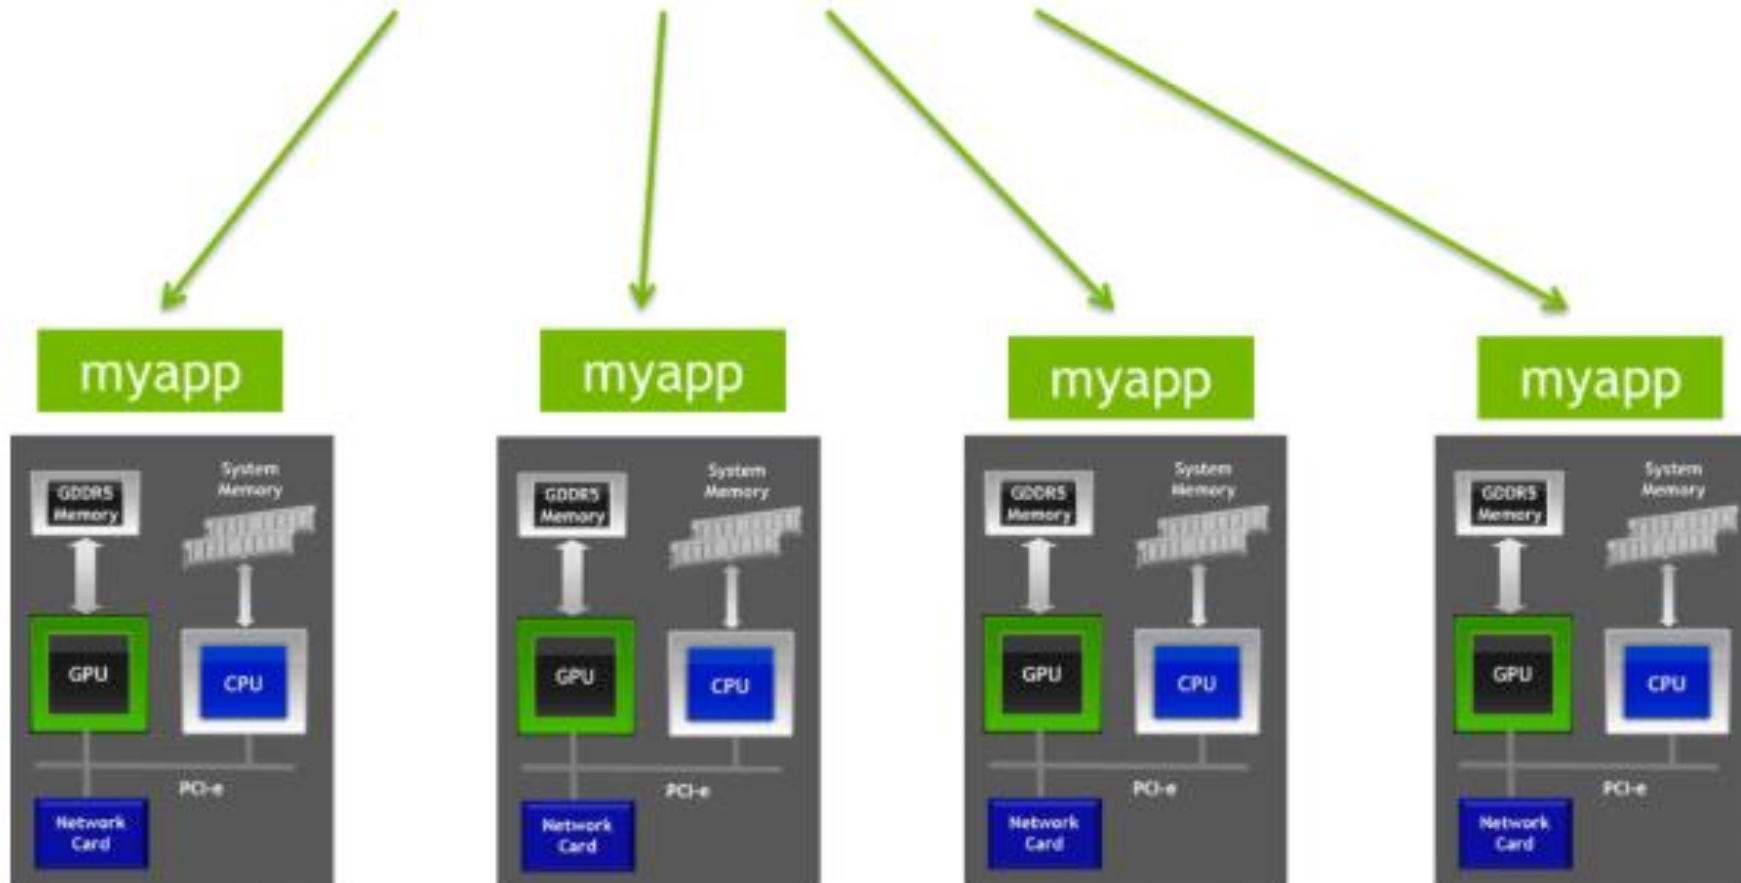 myapp
myapp
myapp
myapp
GDDR5
Memory
System
Memory
GPU
CPU
PCI-e
Network
Card
GDDR5
Memory
System
Memory
GPU
CPU
PCI-e
Network
Card
GDDR5
Memory
System
Memory
GPU
CPU
PCI-e
Network
Card
GDDR5
Memory
System
Memory
GPU
CPU
PCI-e
Network
Card